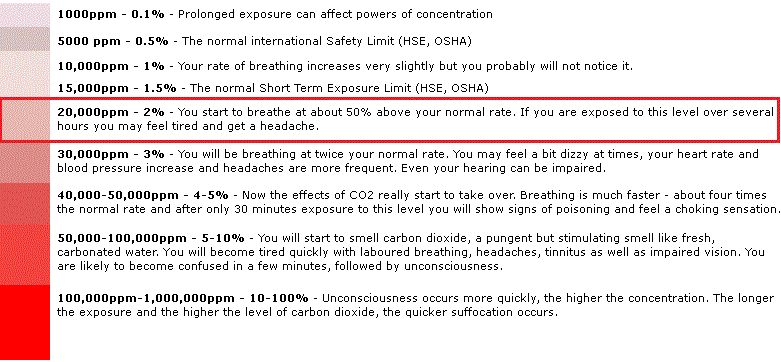 1000ppm - 0.1% - Prolonged exposure can affect powers of concentration
5000 ppm - 0.5% - The normal international Safety Limit (HSE, OSHA)
10,000ppm - 1% - Your rate of breathing increases very slightly but you probably will not notice it.
15,000ppm - 1.5% - The normal Short Term Exposure Limit (HSE, OSHA)
20,000ppm - 2% - You start to breathe at about 50% above your normal rate. If you are exposed to this level over several
hours you may feel tired and get a headache.
30,000ppm - 3% - You will be breathing at twice your normal rate. You may feel a bit dizzy at times, your heart rate and
blood pressure increase and headaches are more frequent. Even your hearing can be impaired.
40,000-50,000ppm - 4-5% - Now the effects of CO2 really start to take over. Breathing is much faster - about four times
the normal rate and after only 30 minutes exposure to this level you will show signs of poisoning and feel a choking sensation.
50,000-100,000ppm - 5-10% - You will start to smell carbon dioxide, a pungent but stimulating smell like fresh,
carbonated water. You will become tired quickly with laboured breathing, headaches, tinnitus as well as impaired vision. You
are likely to become confused in a few minutes, followed by unconsciousness.
100,000ppm-1,000,000ppm - 10-100% - Unconsciousness occurs more quickly, the higher the concentration. The longer
the exposure and the higher the level of carbon dioxide, the quicker suffocation occurs.